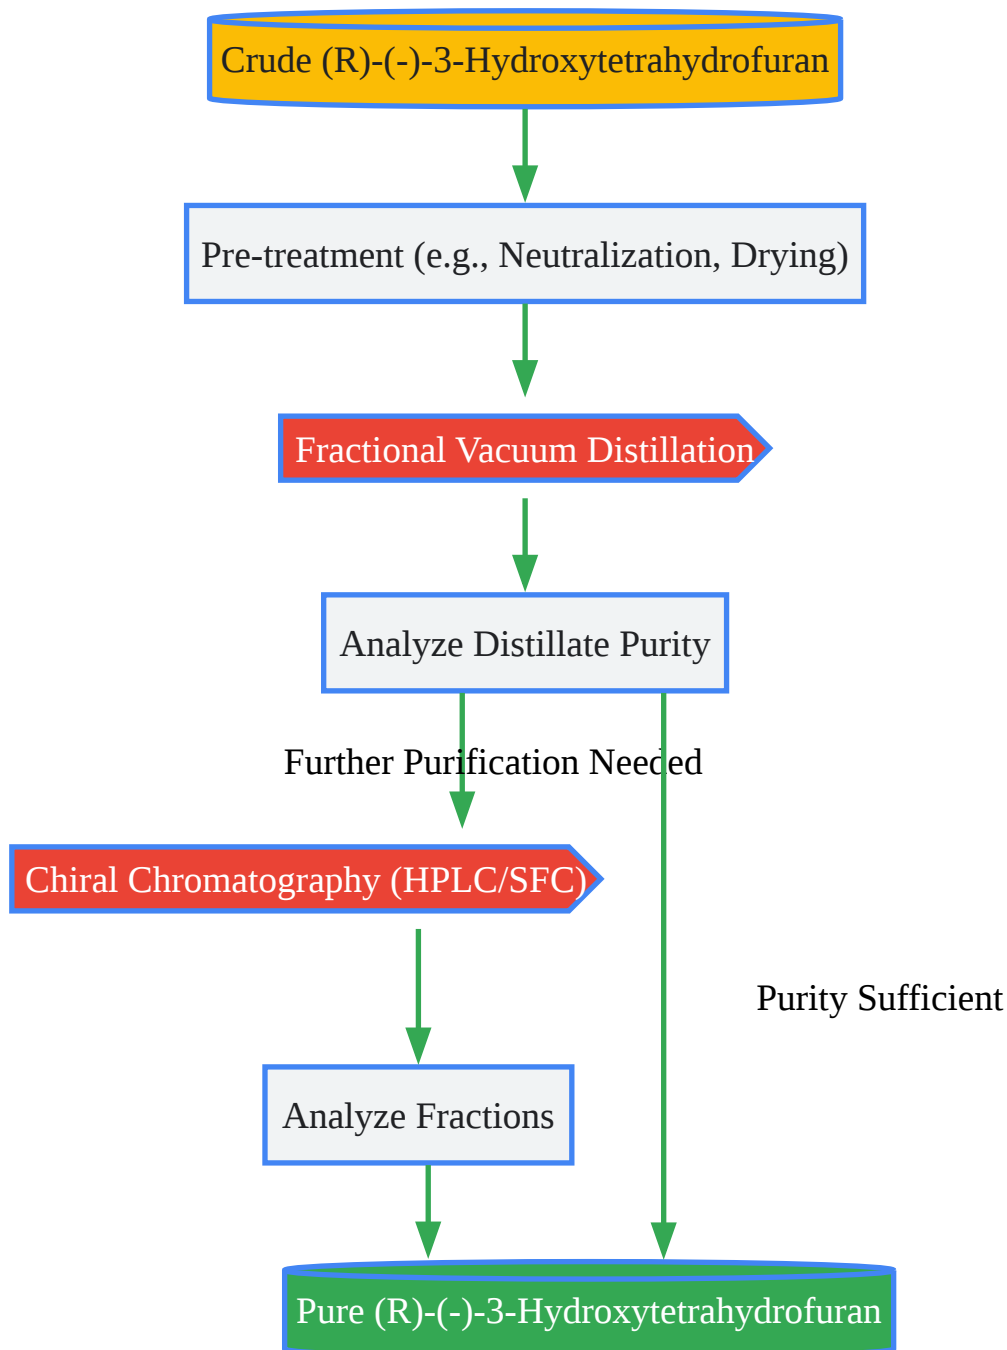 Crude (R)-(-)-3-Hydroxytetrahydrofuran
Pre-treatment (e.g., Neutralization, Drying)
Fractional Vacuum Distillation
Analyze Distillate Purity
Further Purification Needed
Chiral Chromatography (HPLC/SFC)
Purity Sufficient
Analyze Fractions
Pure (R)-(-)-3-Hydroxytetrahydrofuran